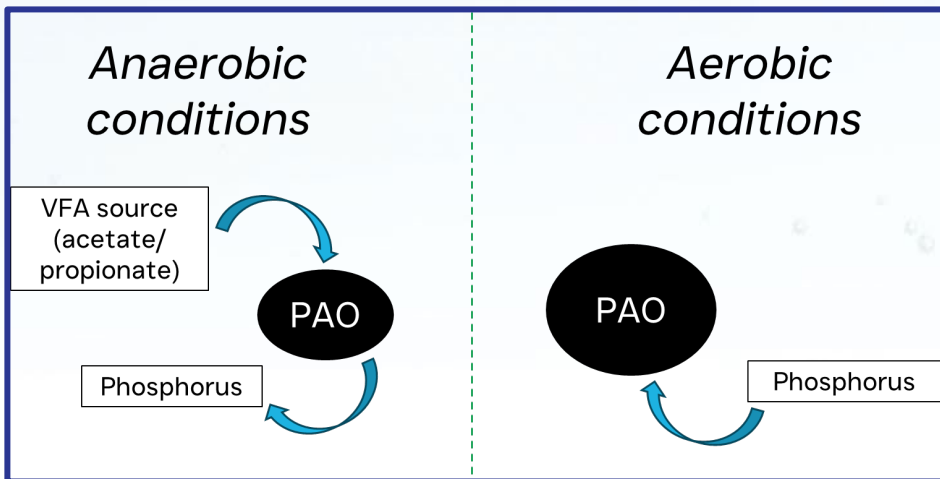 Anaerobic
conditions
VFA source
(acetate/
propionate)
PAO
Phosphorus
Aerobic
conditions
PAO
Phosphorus